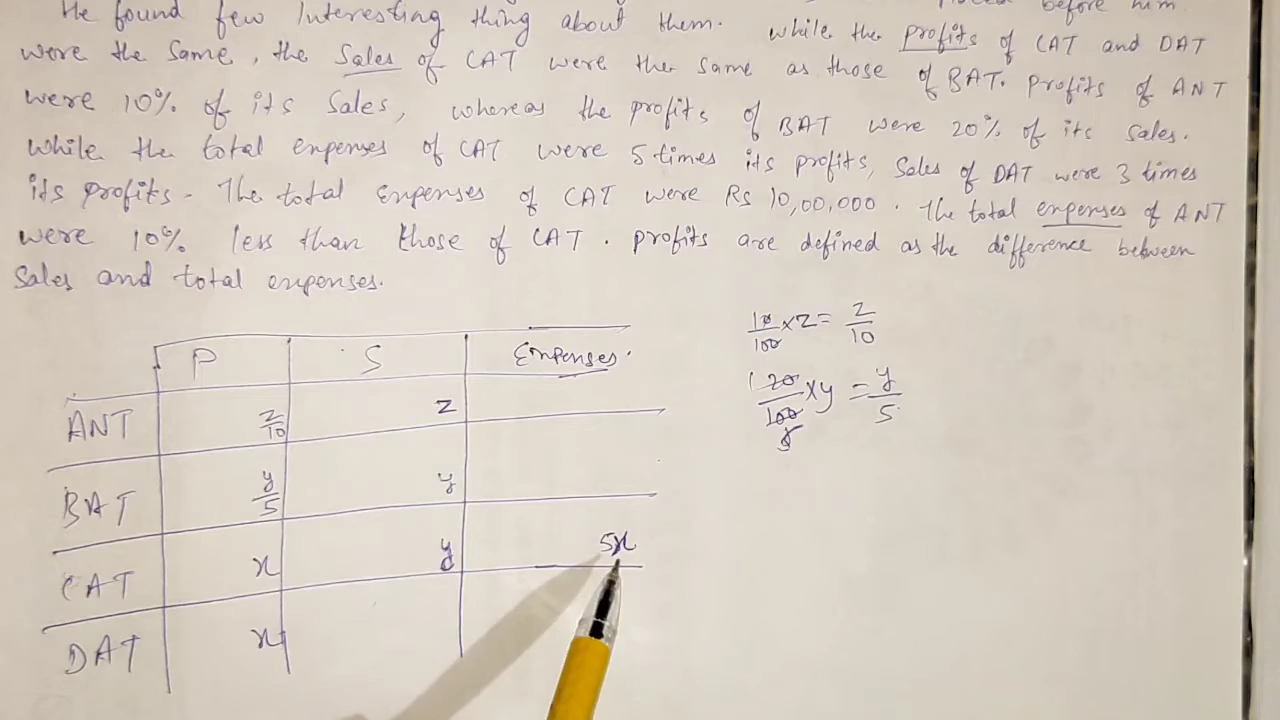 He found few Interesting thing about them. While the profits of CAT and DAT
were the same, the sales of CAT were the same as those of BAT. Profits of ANT
were 10% of its sales, whereas the profits of BAT were 20% of its sales.
While the total expenses of CAT were 5 times its profits, sales of DAT were 3 times
its profits - The total expenses of CAT were Rs 10,00,000. The total expenses of ANT
were 10% less than those of CAT. profits are defined as the difference between
Sales and total expenses.
P S Expenses.
ANT z/10 z
BAT y/5 y
CAT x y 5x
DAT x
10/100 × z = z/10
20/100 × y = y/5